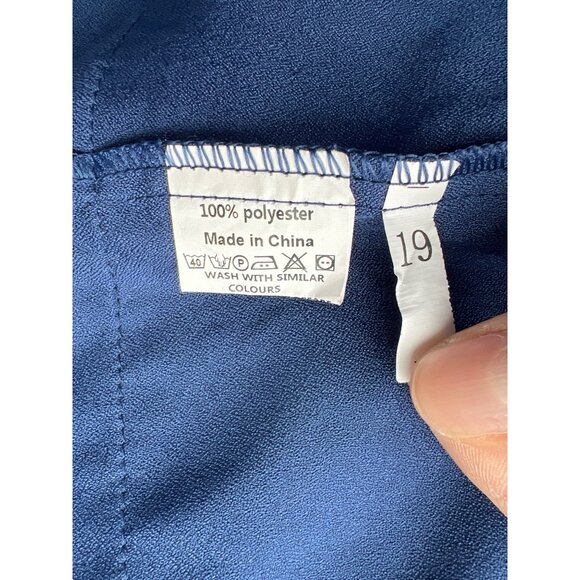 100% polyester
Made in China
40 P
WASH WITH SIMILAR
COLOURS
19